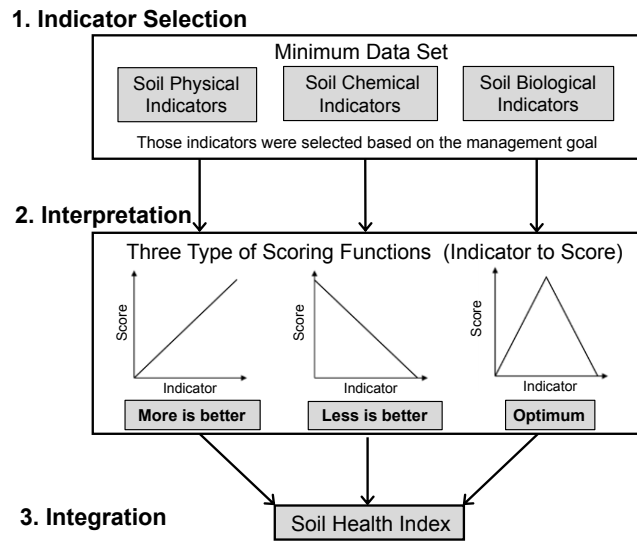 1. Indicator Selection
Minimum Data Set
Soil Physical
Indicators
Soil Chemical
Indicators
Soil Biological
Indicators
Those indicators were selected based on the management goal
2. Interpretation
Three Type of Scoring Functions (Indicator to Score)
Score
Indicator
More is better
Score
Indicator
Less is better
Score
Indicator
Optimum
3. Integration
Soil Health Index